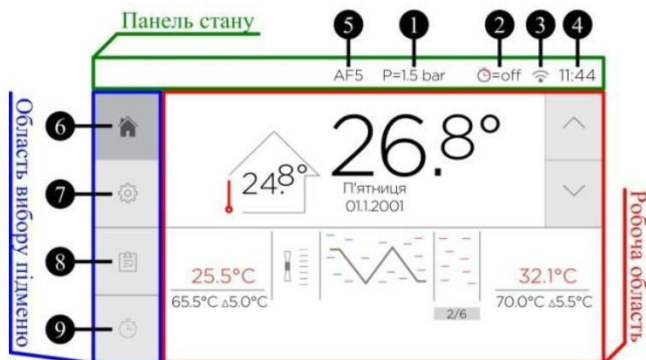 Панель стану
5 1 2 3 4
AF5 P=1.5 bar =off 11:44
Область вибору підменю
6
7
8
9
26.8°
24.8°
П'ятниця
01.1.2001
25.5°C
65.5°C Δ5.0°C
32.1°C
70.0°C Δ5.5°C
2/6
Робоча область